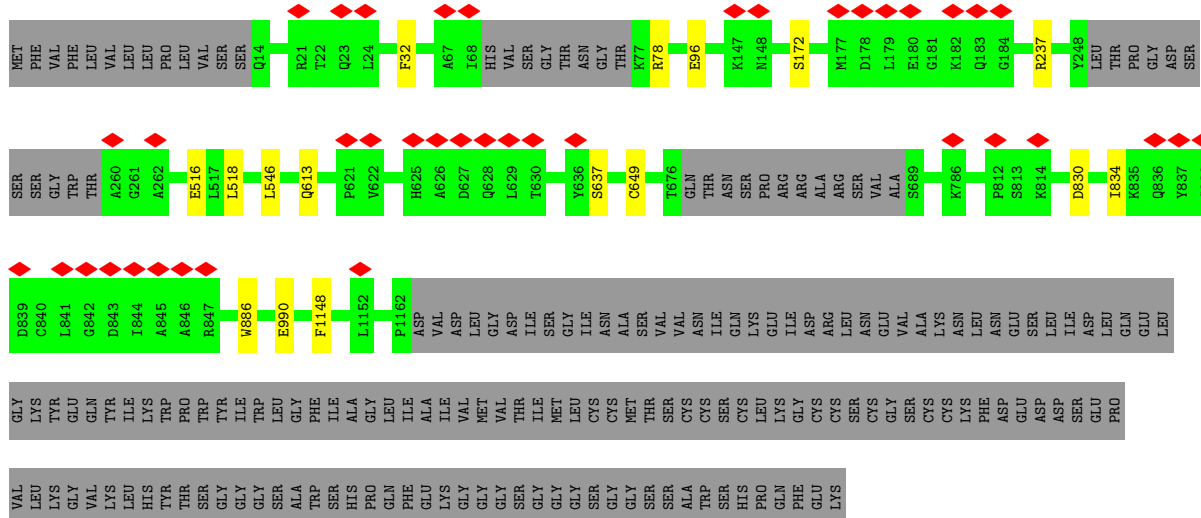 MET PHE VAL PHE LEU VAL LEU LEU PRO LEU VAL SER SER Q14 R21 T22 Q23 L24 F32 A67 I68 HIS VAL SER GLY THR ASN GLY THR K77 R78 E96 K147 N148 S172 M177 D178 L179 E180 G181 K182 Q183 G184 R237 Y248 LEU THR PRO GLY ASP SER
SER SER GLY TRP THR A260 G261 A262 E516 L517 L518 L546 Q613 P621 V622 H625 A626 D627 Q628 L629 T630 Y636 S637 C649 T676 GLN THR ASN SER PRO ARG ARG ALA ARG SER VAL ALA S689 K786 P812 S813 K814 D830 I834 K835 Q836 Y837
D839 C840 L841 G842 D843 I844 A845 A846 R847 W886 E990 F1148 L1152 P1162 ASP VAL ASP LEU GLY ASP ILE SER GLY ILE ASN ALA SER VAL VAL ASN ILE GLN LYS GLU ILE ASP ARG LEU ASN GLU VAL ALA LYS ASN LEU ASN GLU SER LEU ILE ASP LEU GLN GLU LEU
GLY LYS TYR GLU GLN TYR ILE LYS TRP PRO TRP TYR ILE TRP LEU GLY PHE ILE ALA GLY LEU ILE ALA ILE VAL MET VAL THR ILE MET LEU CYS CYS MET THR SER CYS CYS SER CYS LEU LYS GLY CYS CYS SER CYS GLY SER CYS CYS LYS PHE ASP GLU ASP ASP SER GLU PRO
VAL LEU LYS GLY VAL LYS LEU HIS TYR THR SER GLY GLY GLY SER ALA TRP SER HIS PRO GLN PHE GLU LYS GLY GLY GLY SER GLY GLY GLY SER GLY GLY SER SER ALA TRP SER HIS PRO GLN PHE GLU LYS